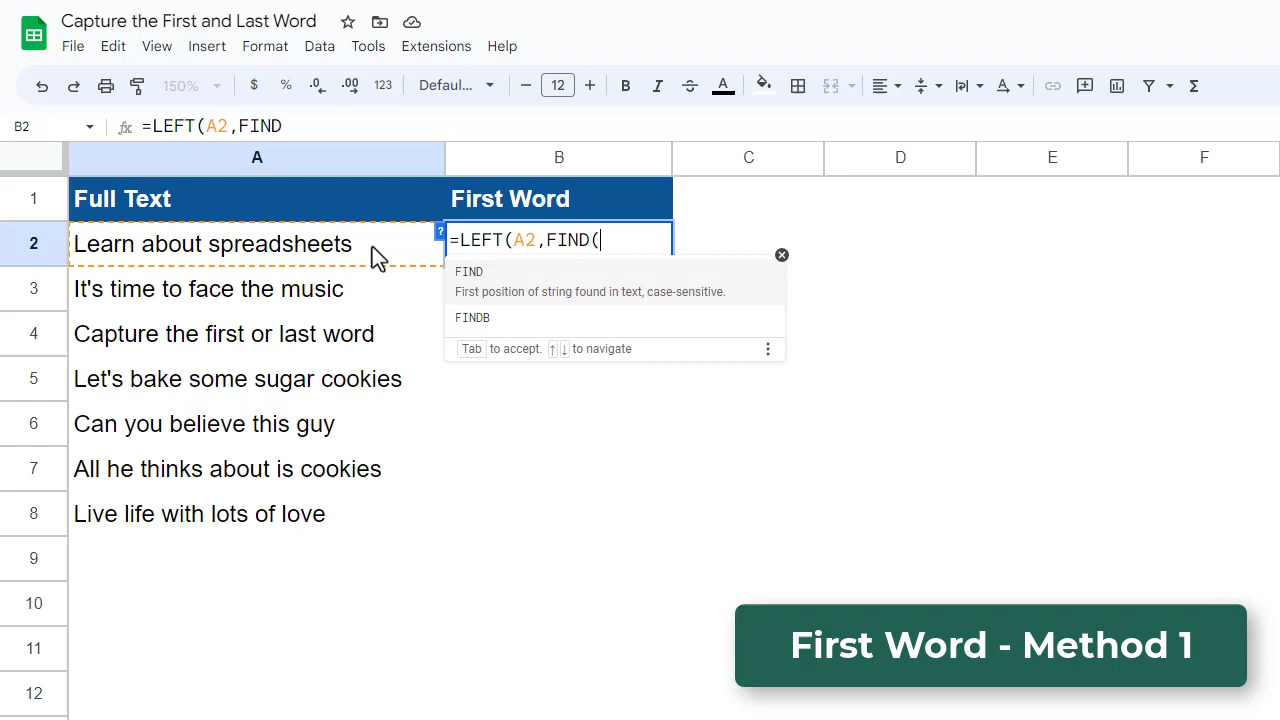 Capture the First and Last Word
File Edit View Insert Format Data Tools Extensions Help
150% $ % .0 .00 123 Defaul... − 12 + B I S A Σ
B2 fx =LEFT(A2,FIND
A B C D E F
1 Full Text First Word
2 Learn about spreadsheets ? =LEFT(A2,FIND(
FIND
First position of string found in text, case-sensitive.
3 It's time to face the music
FINDB
4 Capture the first or last word
Tab to accept. ↑ ↓ to navigate
5 Let's bake some sugar cookies
6 Can you believe this guy
7 All he thinks about is cookies
8 Live life with lots of love
9
10
11
12
First Word - Method 1